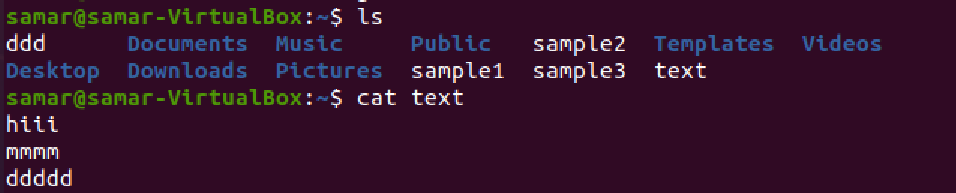 samar@samar-VirtualBox:~$ ls
ddd Documents Music Public sample2 Templates Videos
Desktop Downloads Pictures sample1 sample3 text
samar@samar-VirtualBox:~$ cat text
hiii
mmmm
ddddd